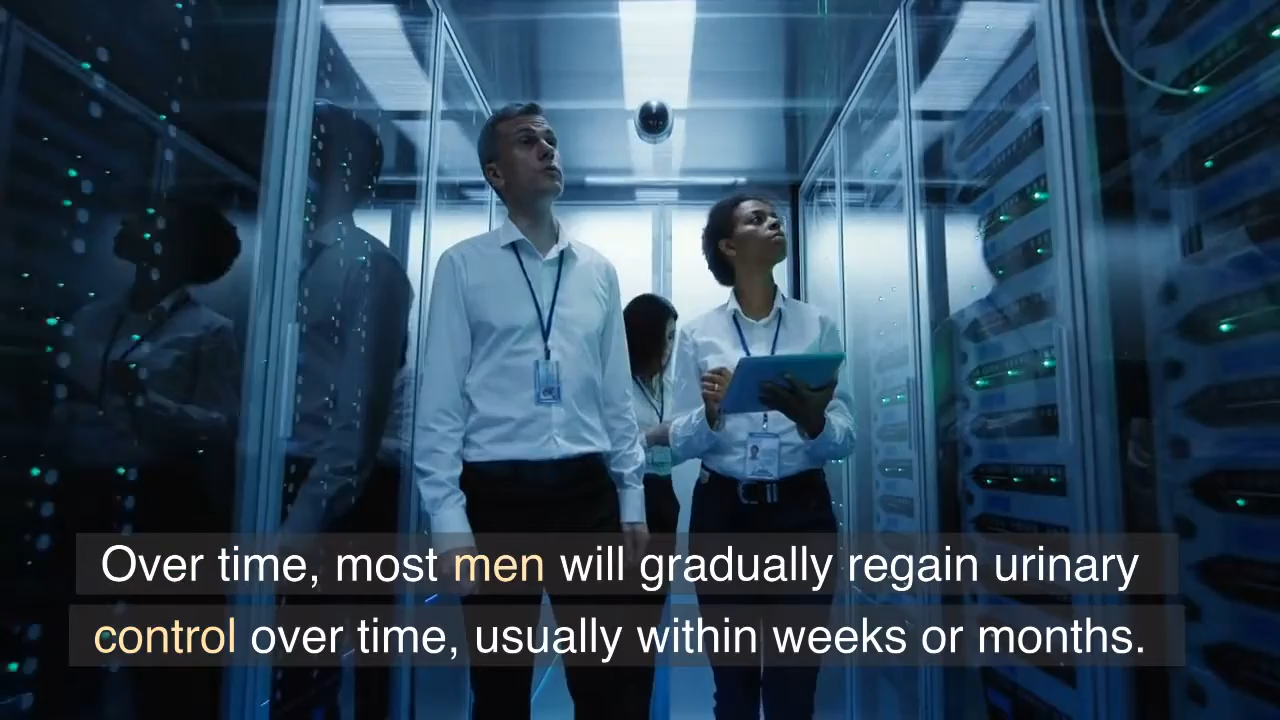 Over time, most men will gradually regain urinary
control over time, usually within weeks or months.